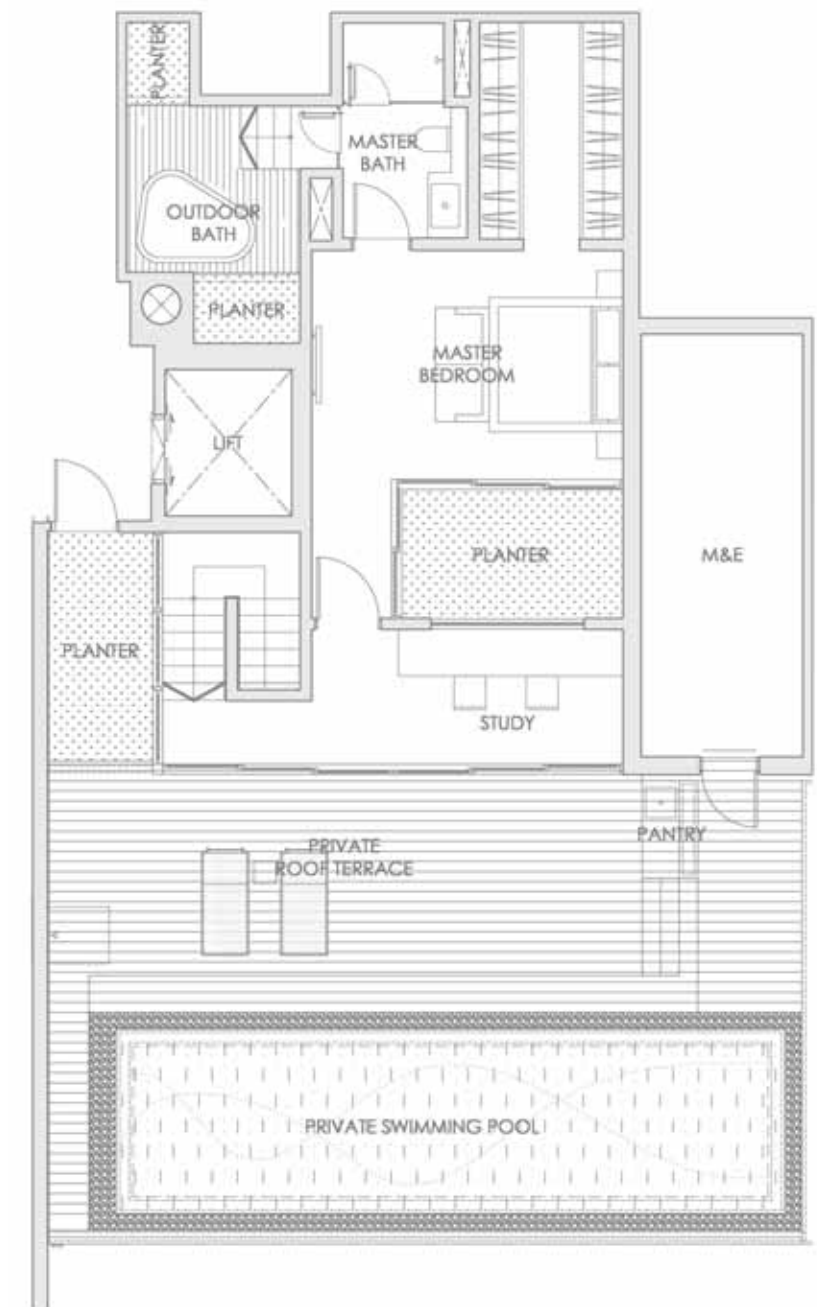 PLANTER
MASTER
BATH
OUTDOOR
BATH
PLANTER
MASTER
BEDROOM
LIFT
PLANTER
M&E
PLANTER
STUDY
PANTRY
PRIVATE
ROOF TERRACE
PRIVATE SWIMMING POOL